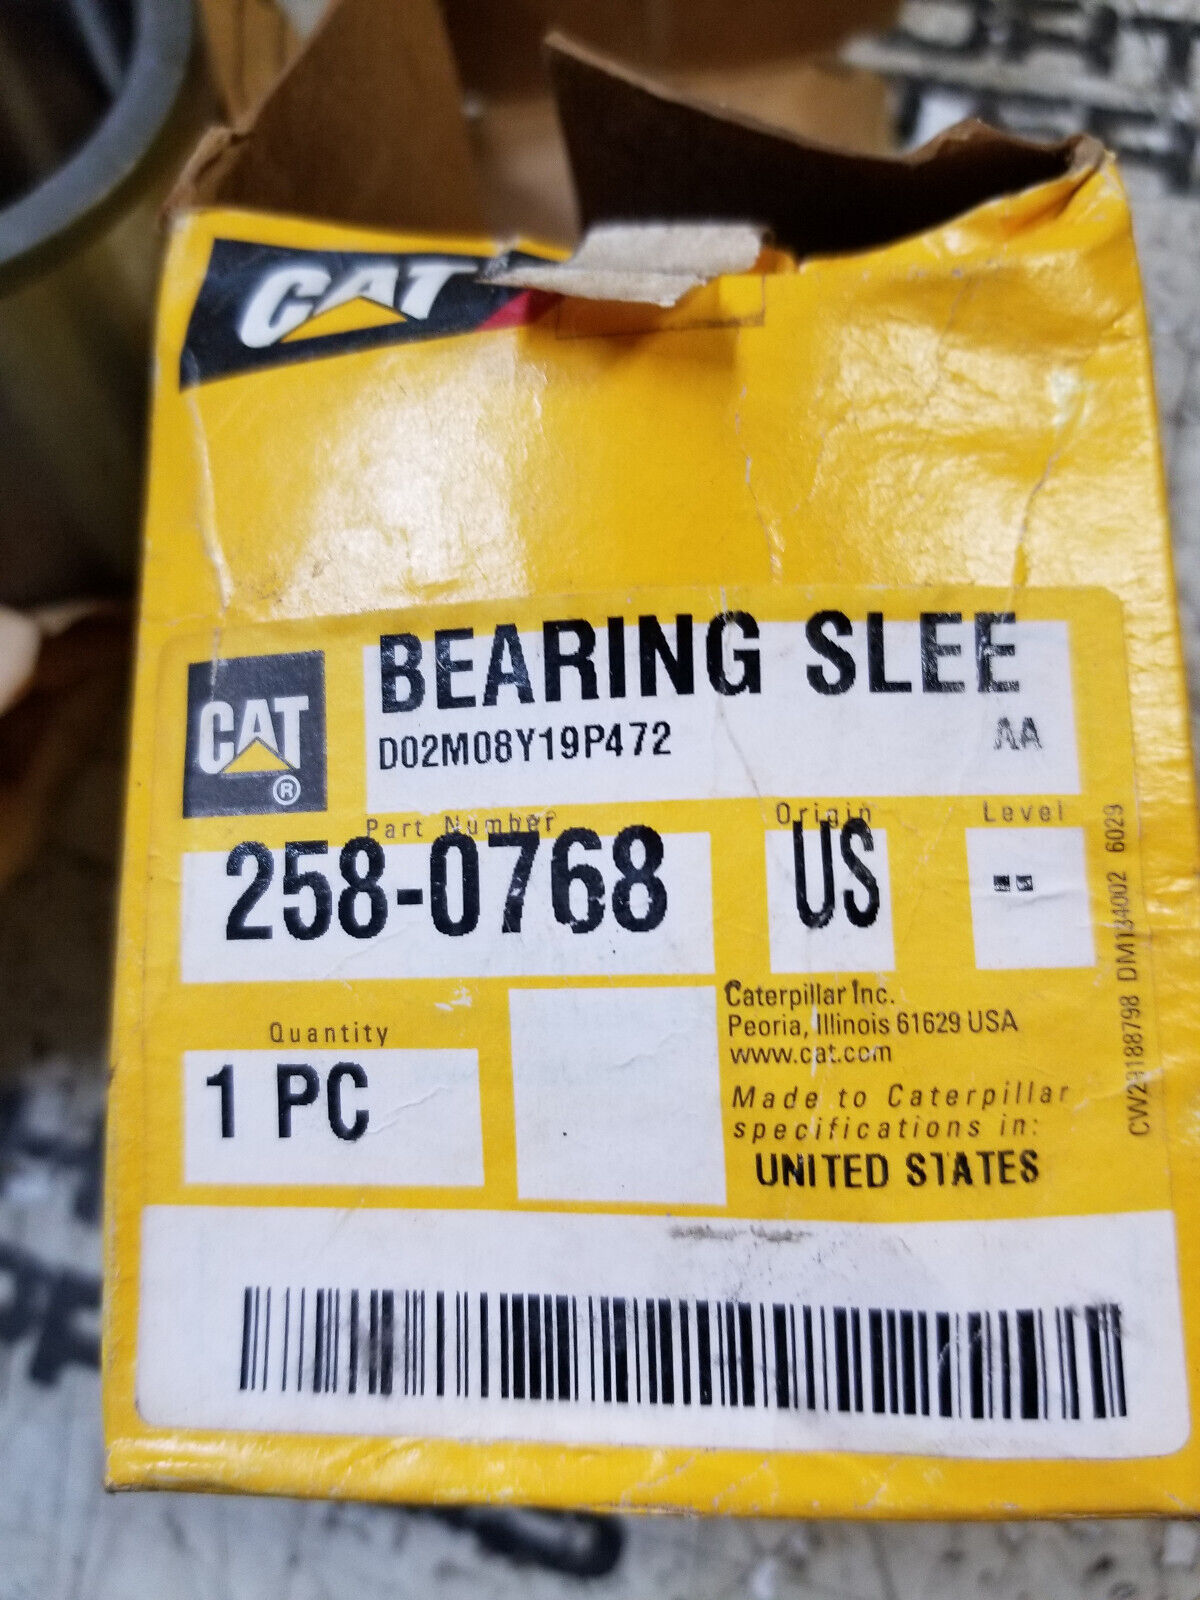 CAT
BEARING SLEE
D02M08Y19P472 AA
CAT
®
Part Number Origin Level
258-0768 US --
Quantity
1 PC
Caterpillar Inc.
Peoria, Illinois 61629 USA
www.cat.com
Made to Caterpillar
specifications in:
UNITED STATES
6029